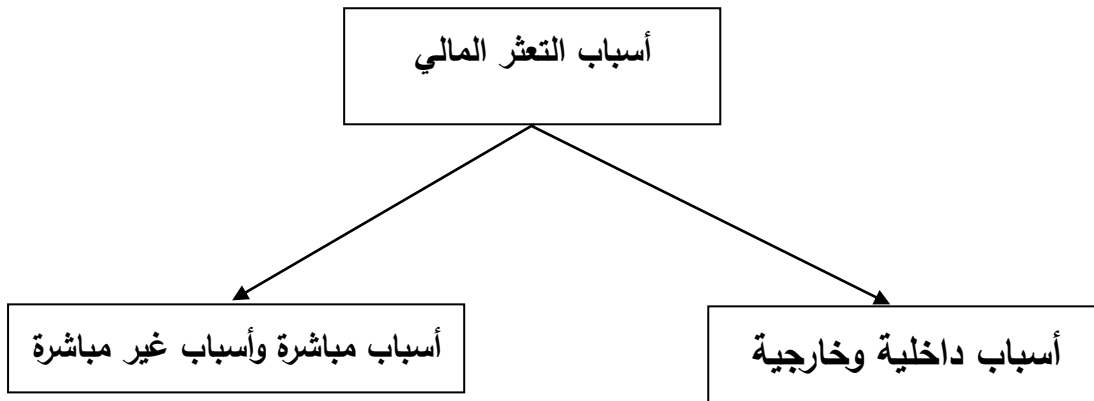 أسباب التعثر المالي
أسباب داخلية وخارجية
أسباب مباشرة وأسباب غير مباشرة